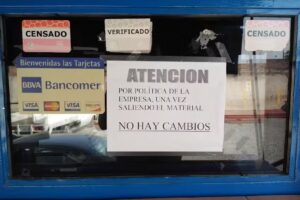 CENSADO
VERIFICADO
CENSADO
Bienvenidas las Tarjetas
BBVA Bancomer
VISA
VISA
ATENCION
POR POLÍTICA DE LA
EMPRESA, UNA VEZ
SALIENDO EL MATERIAL
NO HAY CAMBIOS